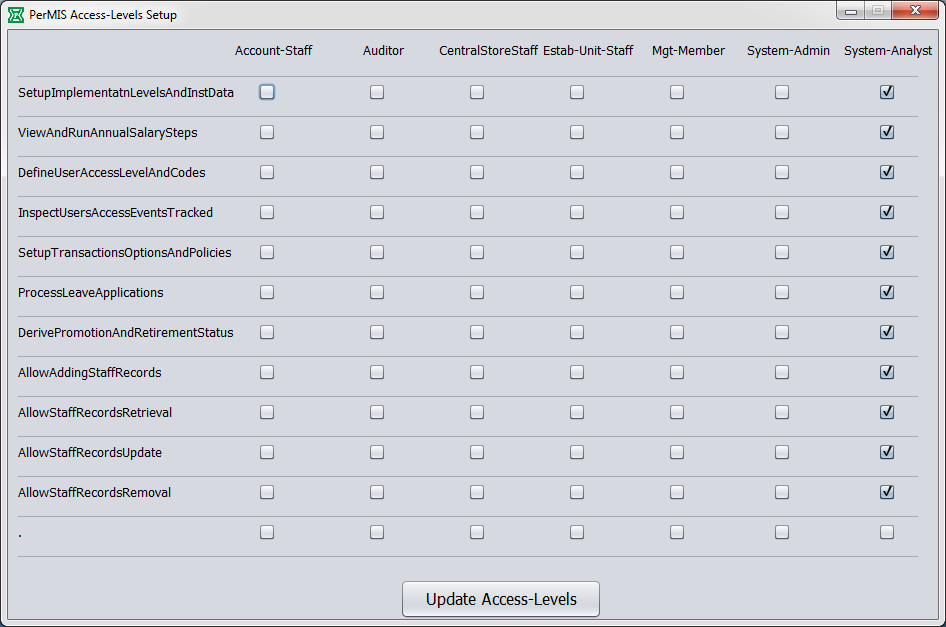 PerMIS Access-Levels Setup
Account-Staff Auditor CentralStoreStaff Estab-Unit-Staff Mgt-Member System-Admin System-Analyst
SetupImplementatnLevelsAndInstData
ViewAndRunAnnualSalarySteps
DefineUserAccessLevelAndCodes
InspectUsersAccessEventsTracked
SetupTransactionsOptionsAndPolicies
ProcessLeaveApplications
DerivePromotionAndRetirementStatus
AllowAddingStaffRecords
AllowStaffRecordsRetrieval
AllowStaffRecordsUpdate
AllowStaffRecordsRemoval
.
Update Access-Levels